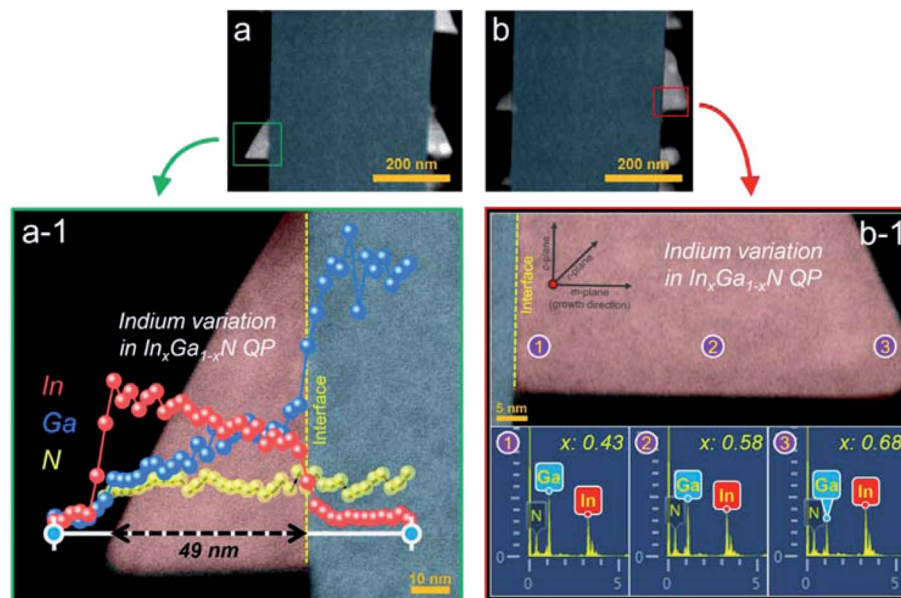 a
200 nm
b
200 nm
a-1
Indium variation
in InₓGa₁₋ₓN QP
In
Ga
N
Interface
49 nm
10 nm
b-1
Indium variation
in InₓGa₁₋ₓN QP
c-plane
r-plane
m-plane
(growth direction)
Interface
1
2
3
5 nm
1
x: 0.43
Ga
In
N
0
0
5
2
x: 0.58
Ga
In
N
0
0
5
3
x: 0.68
Ga
In
N
0
0
5